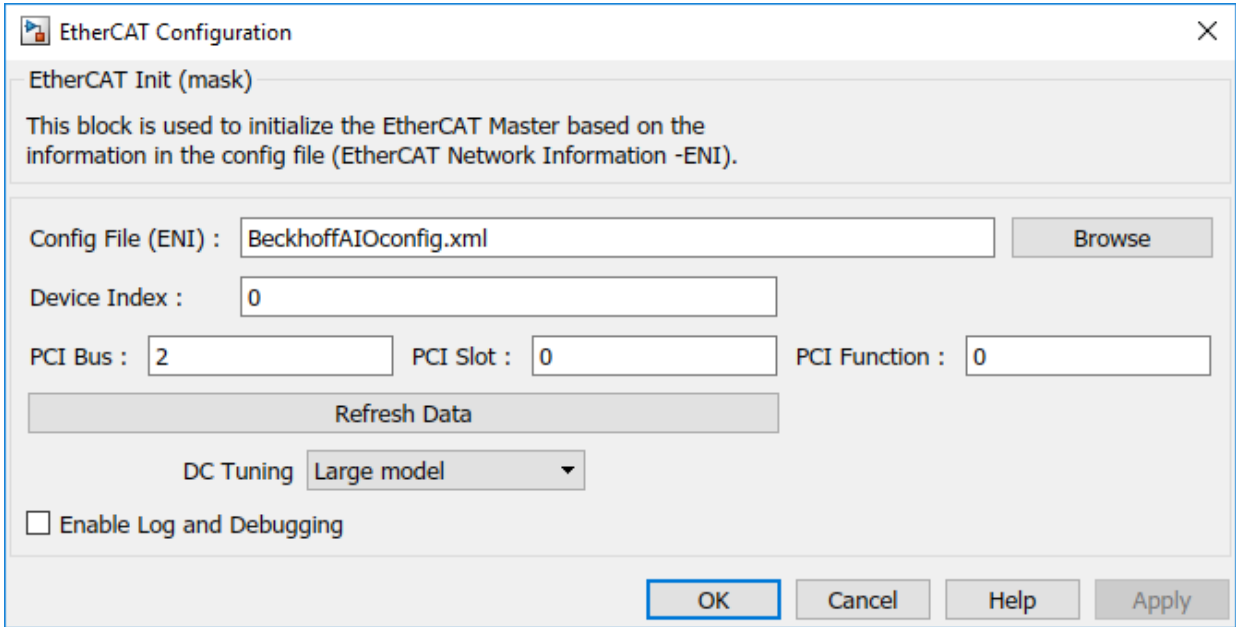 EtherCAT Configuration
EtherCAT Init (mask)
This block is used to initialize the EtherCAT Master based on the
information in the config file (EtherCAT Network Information -ENI).
Config File (ENI) : BeckhoffAIOconfig.xml Browse
Device Index : 0
PCI Bus : 2 PCI Slot : 0 PCI Function : 0
Refresh Data
DC Tuning Large model
Enable Log and Debugging
OK Cancel Help Apply